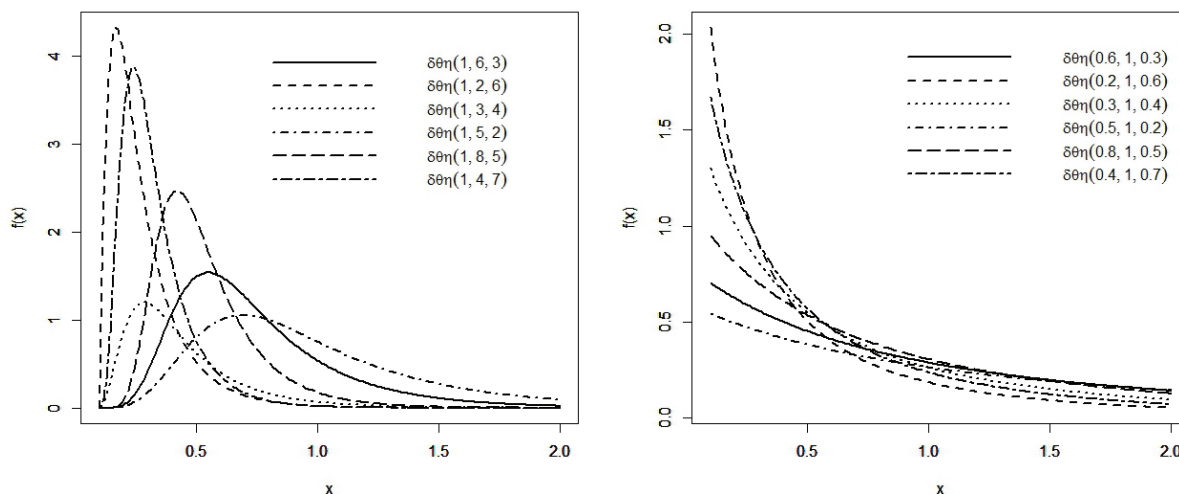 f(x)
4
3
2
1
0
δθη(1, 6, 3)
δθη(1, 2, 6)
δθη(1, 3, 4)
δθη(1, 5, 2)
δθη(1, 8, 5)
δθη(1, 4, 7)
0.5
1.0
1.5
2.0
x
f(x)
2.0
1.5
1.0
0.5
0.0
δθη(0.6, 1, 0.3)
δθη(0.2, 1, 0.6)
δθη(0.3, 1, 0.4)
δθη(0.5, 1, 0.2)
δθη(0.8, 1, 0.5)
δθη(0.4, 1, 0.7)
0.5
1.0
1.5
2.0
x